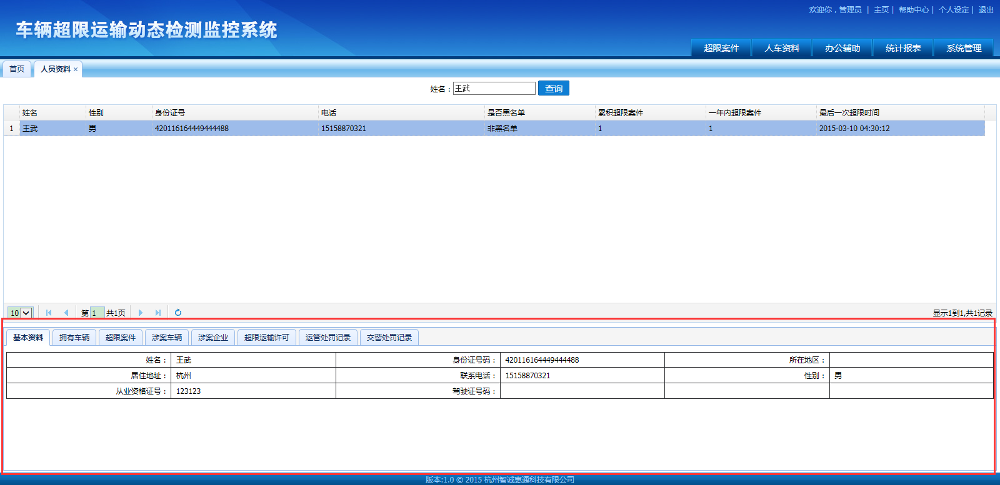 欢迎你，管理员 | 主页 | 帮助中心 | 个人设定 | 退出
车辆超限运输动态检测监控系统
超限案件 人车资料 办公辅助 统计报表 系统管理
首页 人员资料 ×
姓名： 王武 查询
姓名 性别 身份证号 电话 是否黑名单 累积超限案件 一年内超限案件 最后一次超限时间
1 王武 男 420116164449444488 15158870321 非黑名单 1 1 2015-03-10 04:30:12
10 第 1 共1页 显示1到1,共1记录
基本资料 拥有车辆 超限案件 涉案车辆 涉案企业 超限运输许可 运管处罚记录 交警处罚记录
姓名： 王武 身份证号码： 420116164449444488 所在地区：
居住地址： 杭州 联系电话： 15158870321 性别： 男
从业资格证号： 123123 驾驶证号码：
版本:1.0 © 2015 杭州智诚惠通科技有限公司